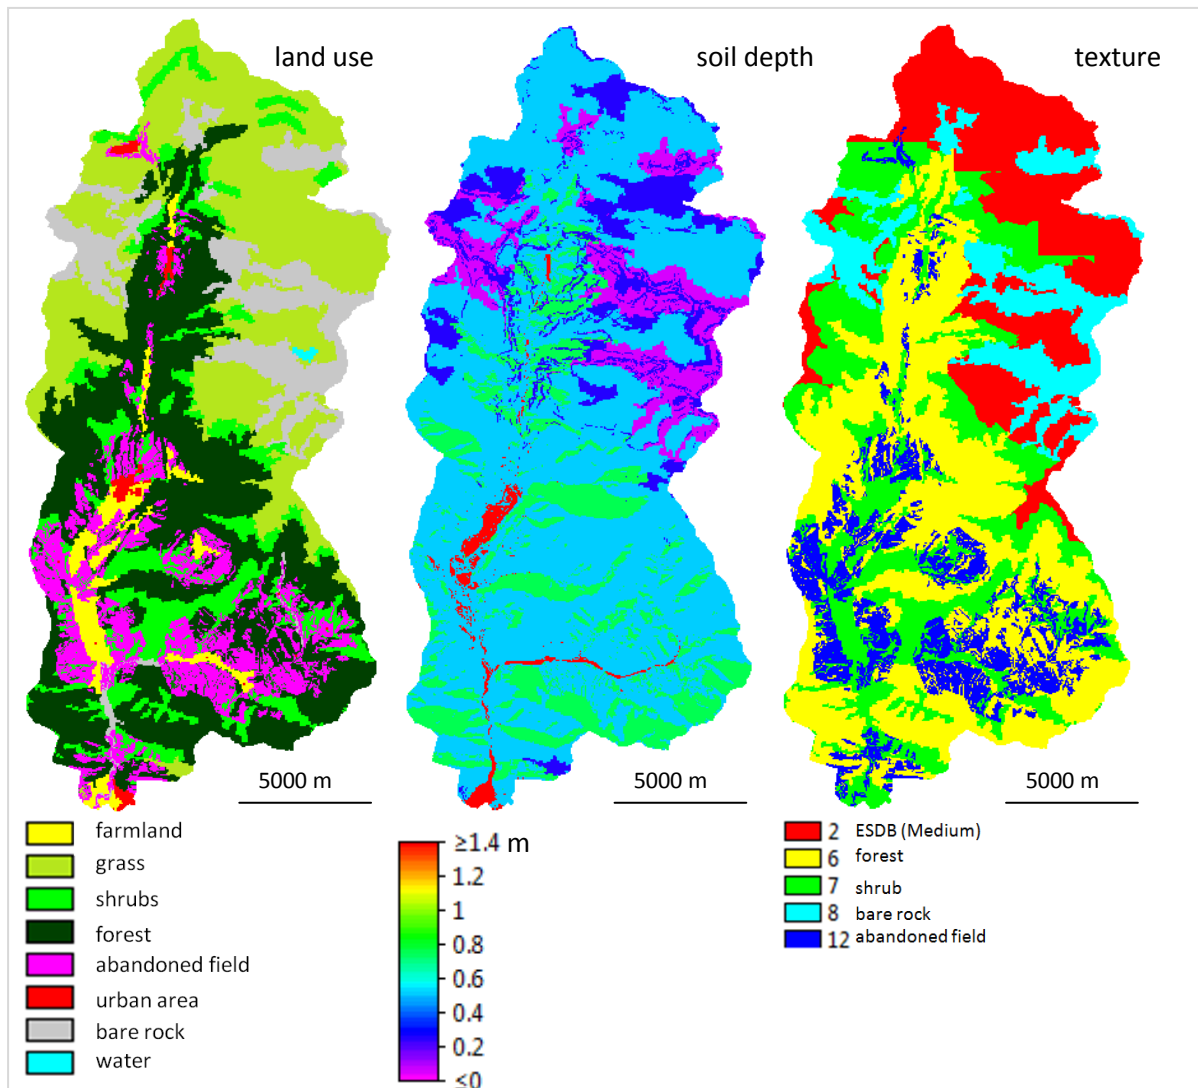 land use
soil depth
texture
5000 m
5000 m
5000 m
farmland
grass
shrubs
forest
abandoned field
urban area
bare rock
water
≥1.4 m
1.2
1
0.8
0.6
0.4
0.2
≤0
2 ESDB (Medium)
6 forest
7 shrub
8 bare rock
12 abandoned field